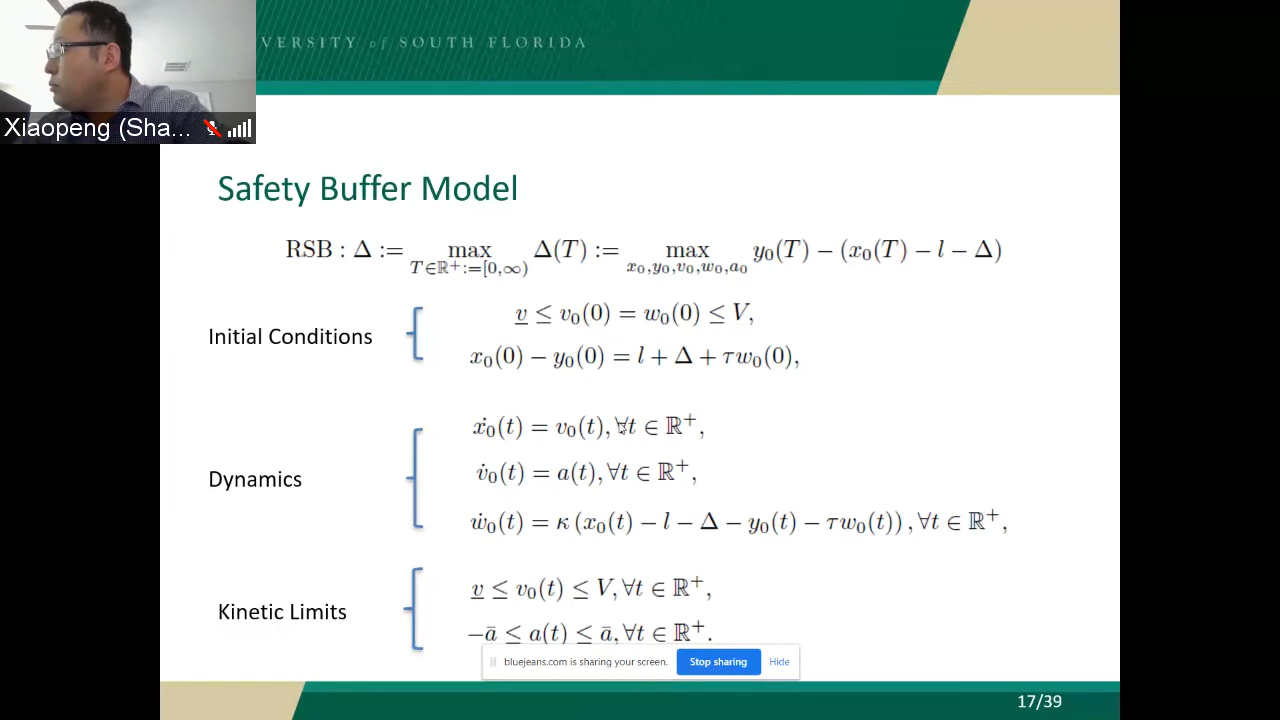 VERSITY of SOUTH FLORIDA
Xiaopeng (Sha...
Safety Buffer Model
RSB : Δ := max_{T∈ℝ⁺:=[0,∞)} Δ(T) := max_{x₀,y₀,v₀,w₀,a₀} y₀(T) − (x₀(T) − l − Δ)
Initial Conditions
v̲ ≤ v₀(0) = w₀(0) ≤ V,
x₀(0) − y₀(0) = l + Δ + τw₀(0),
Dynamics
ẋ₀(t) = v₀(t), ∀t ∈ ℝ⁺,
v̇₀(t) = a(t), ∀t ∈ ℝ⁺,
ẇ₀(t) = κ (x₀(t) − l − Δ − y₀(t) − τw₀(t)) , ∀t ∈ ℝ⁺,
Kinetic Limits
v̲ ≤ v₀(t) ≤ V, ∀t ∈ ℝ⁺,
−ā ≤ a(t) ≤ ā, ∀t ∈ ℝ⁺.
bluejeans.com is sharing your screen. Stop sharing Hide
17/39